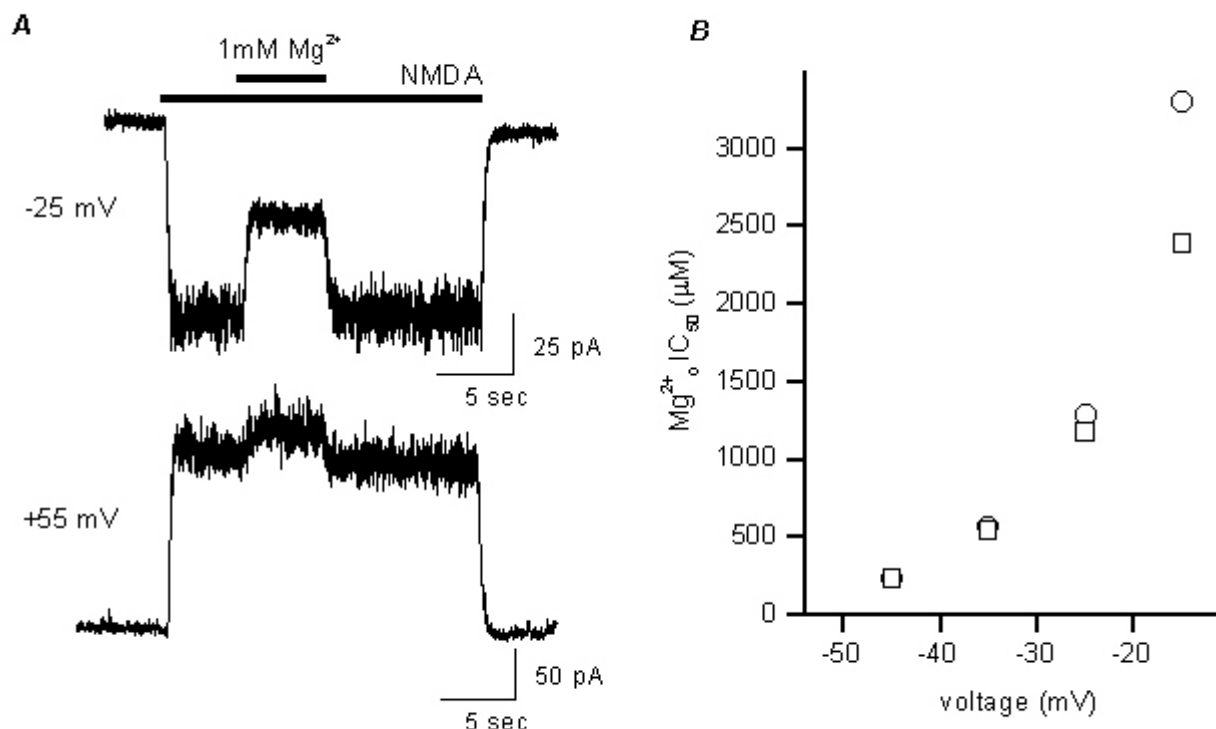 A
1mM Mg²⁺
NMDA
-25 mV
25 pA
5 sec
+55 mV
50 pA
5 sec
B
Mg²⁺ₒ IC₅₀ (µM)
3000
2500
2000
1500
1000
500
0
-50 -40 -30 -20
voltage (mV)